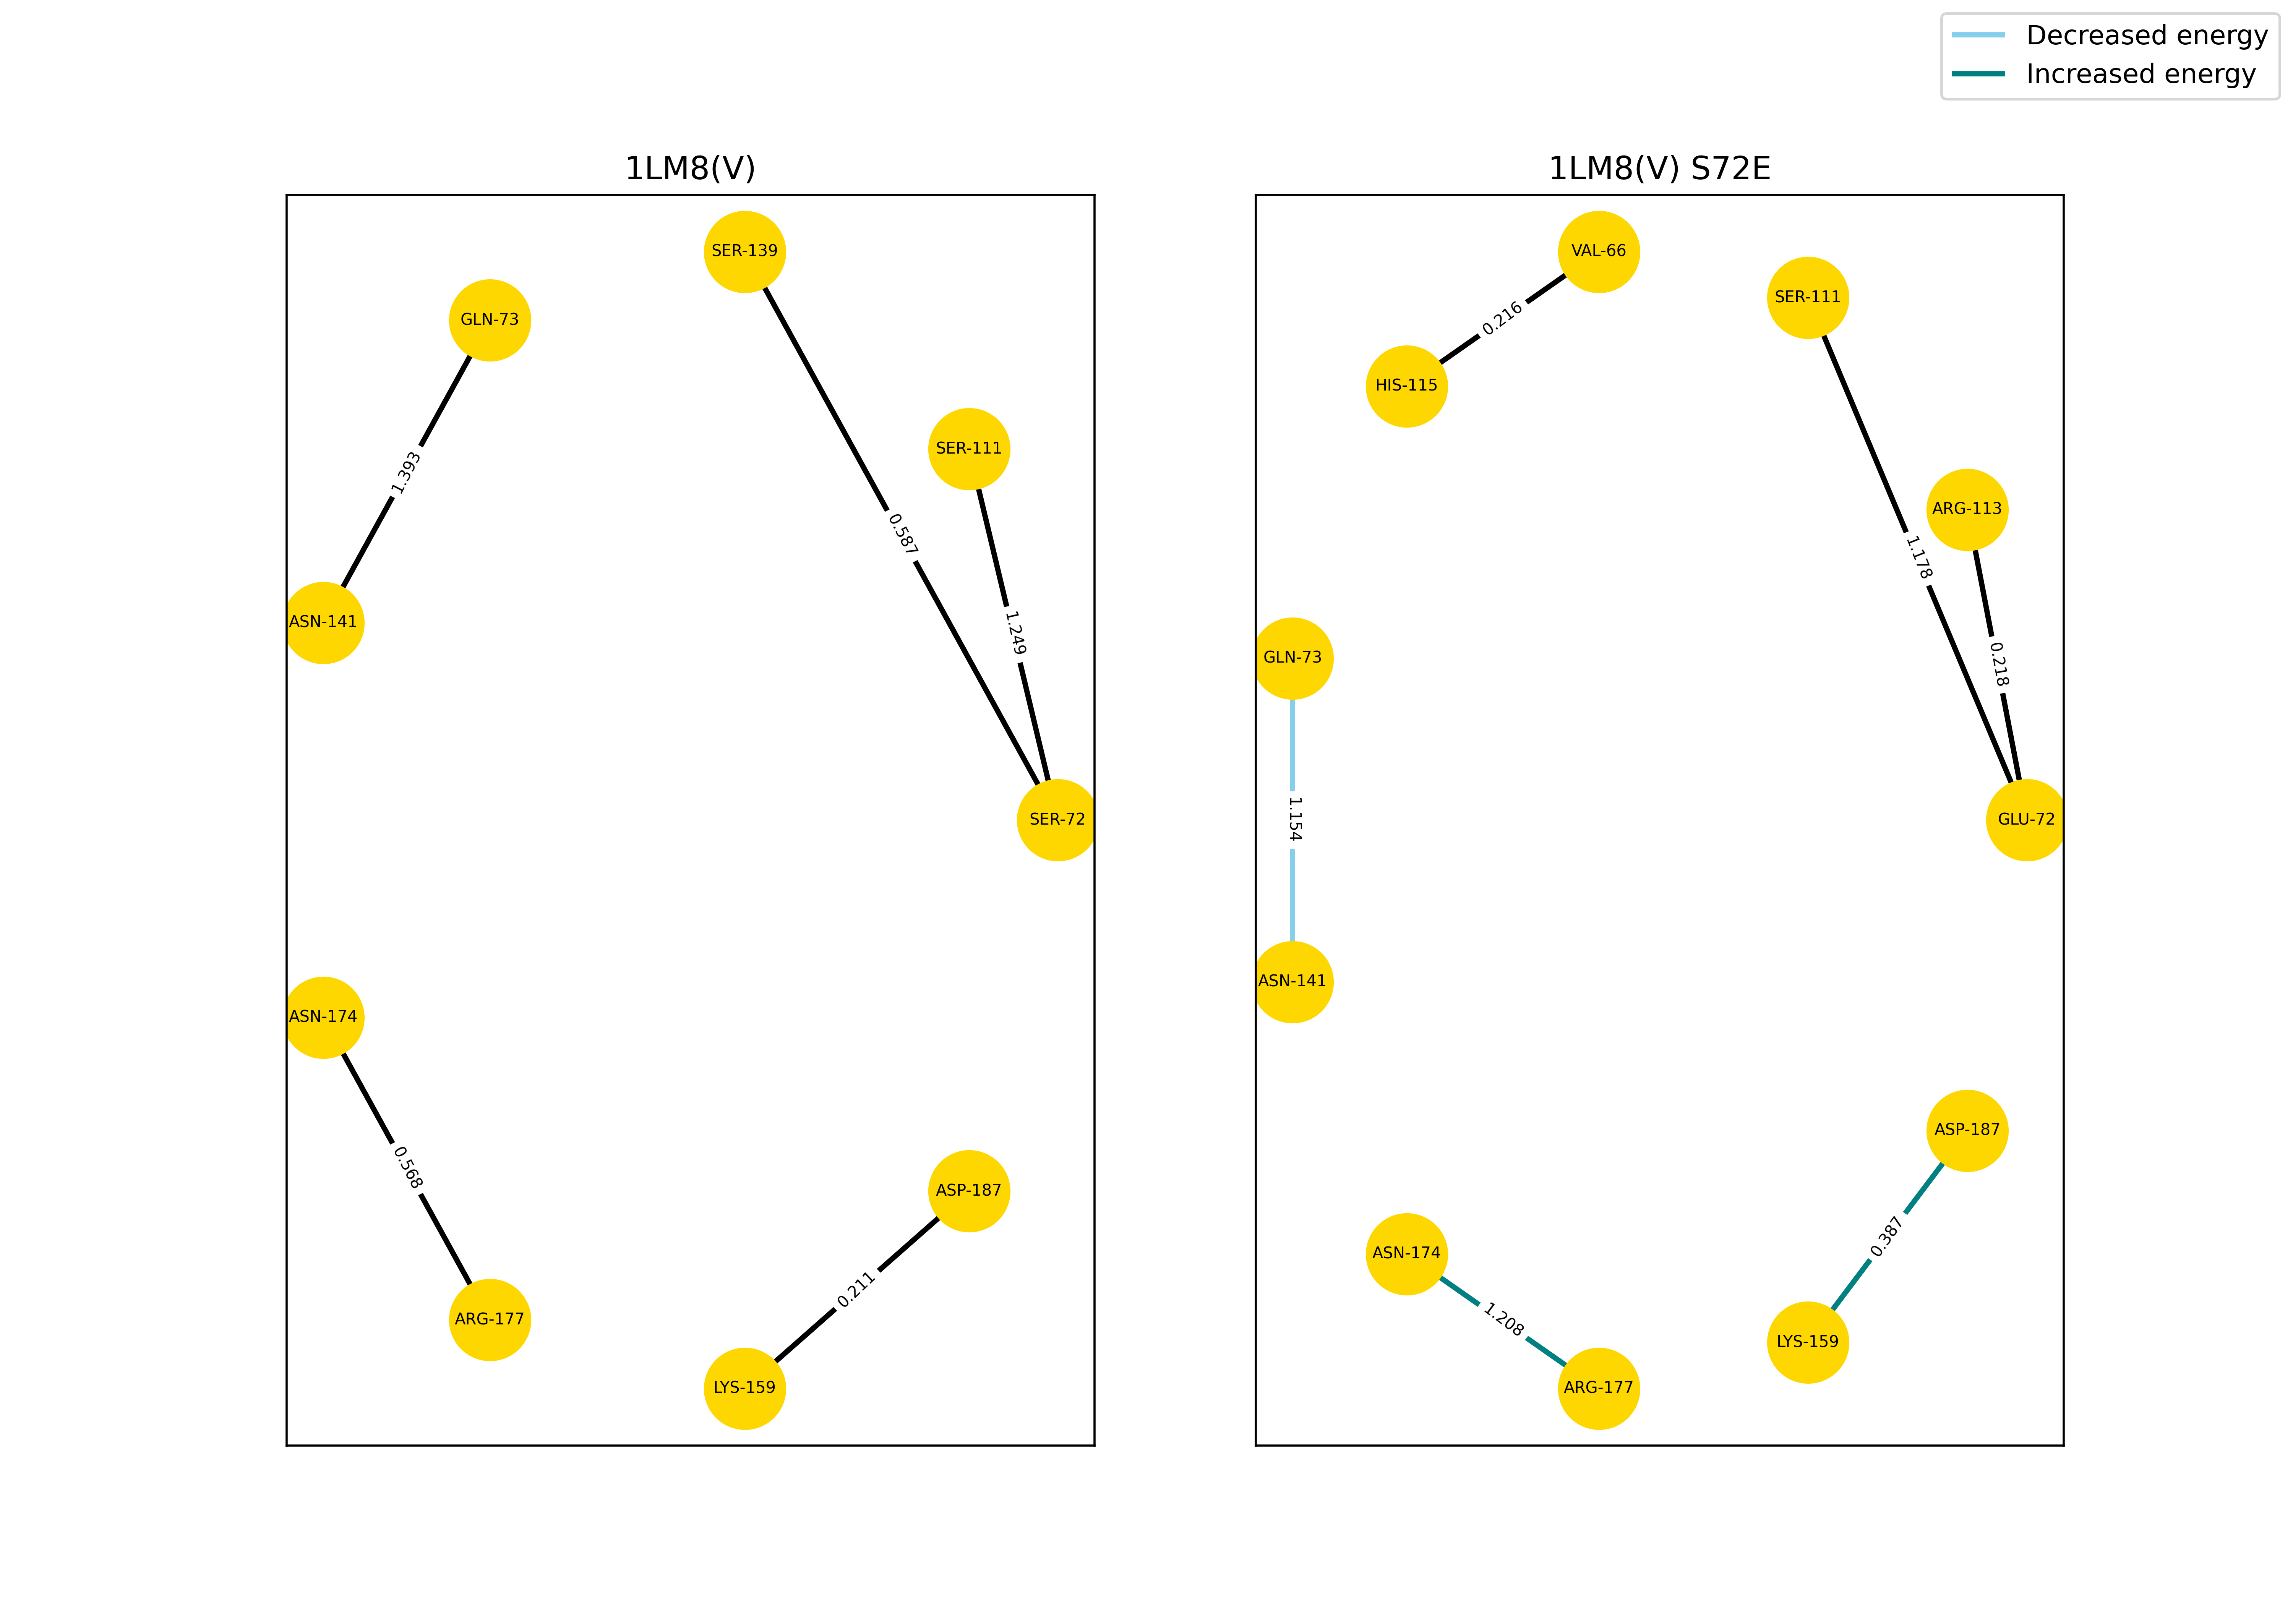 Decreased energy
Increased energy
1LM8(V)
SER-139
GLN-73
SER-111
1.393
0.587
ASN-141
1.249
SER-72
ASN-174
0.568
ASP-187
0.211
ARG-177
LYS-159
1LM8(V) S72E
VAL-66
SER-111
0.216
HIS-115
ARG-113
1.178
GLN-73
0.218
1.154
GLU-72
ASN-141
ASP-187
0.387
ASN-174
1.208
LYS-159
ARG-177